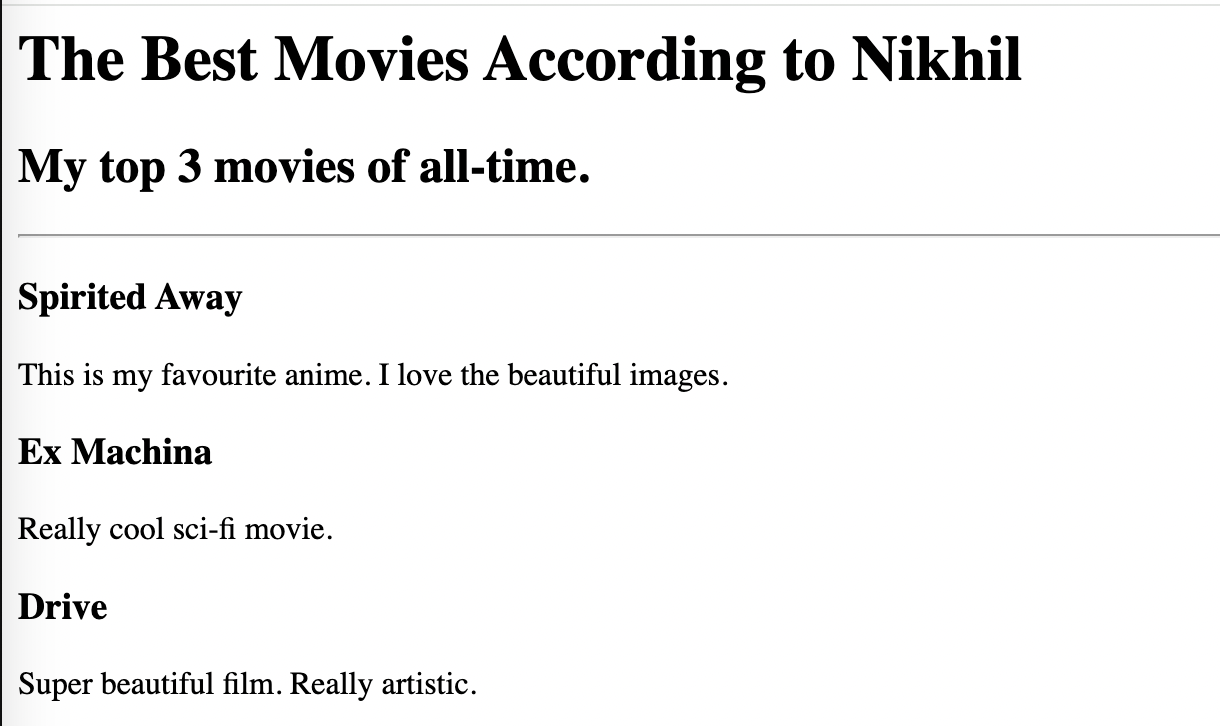 The Best Movies According to Nikhil
My top 3 movies of all-time.
Spirited Away
This is my favourite anime. I love the beautiful images.
Ex Machina
Really cool sci-fi movie.
Drive
Super beautiful film. Really artistic.